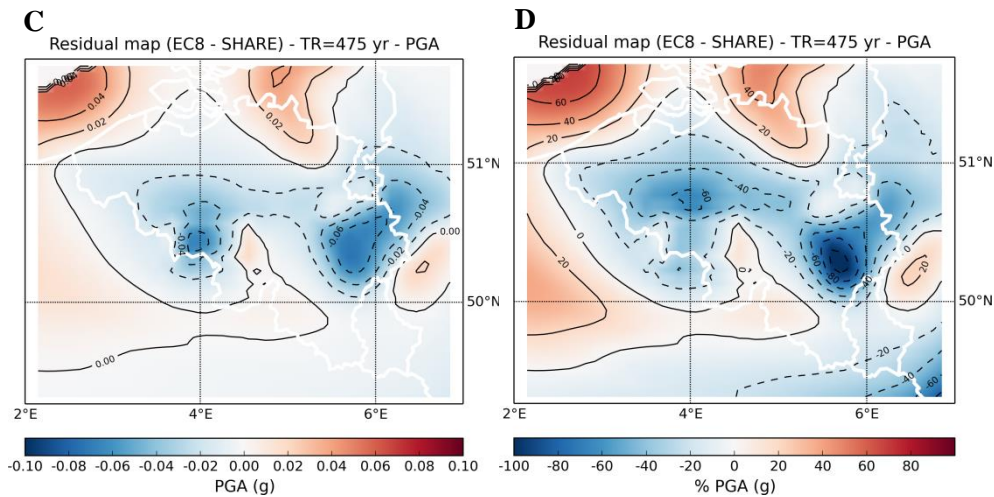 C
Residual map (EC8 - SHARE) - TR=475 yr - PGA
0.04
0.02
0.02
-0.04
0.00
-0.06
-0.02
0.00
51°N
50°N
2°E
4°E
6°E
-0.10 -0.08 -0.06 -0.04 -0.02 0.00 0.02 0.04 0.06 0.08 0.10
PGA (g)
D
Residual map (EC8 - SHARE) - TR=475 yr - PGA
60
40
20
40
20
-60
-40
-20
0
20
-60
-80
0
0
20
-20
-40
-60
51°N
50°N
2°E
4°E
6°E
-100 -80 -60 -40 -20 0 20 40 60 80
% PGA (g)